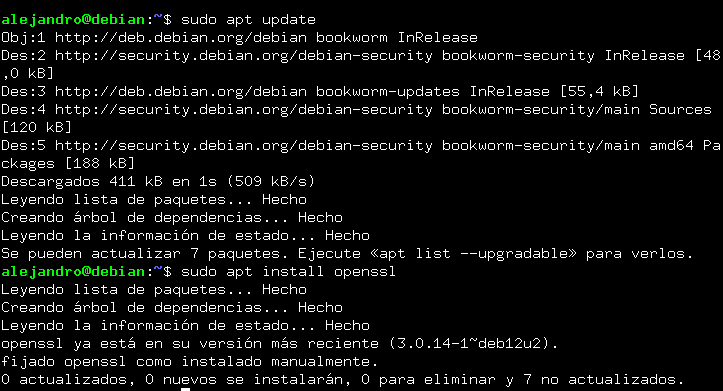 alejandro@debian:~$ sudo apt update
Obj:1 http://deb.debian.org/debian bookworm InRelease
Des:2 http://security.debian.org/debian-security bookworm-security InRelease [48
,0 kB]
Des:3 http://deb.debian.org/debian bookworm-updates InRelease [55,4 kB]
Des:4 http://security.debian.org/debian-security bookworm-security/main Sources
[120 kB]
Des:5 http://security.debian.org/debian-security bookworm-security/main amd64 Pa
ckages [188 kB]
Descargados 411 kB en 1s (509 kB/s)
Leyendo lista de paquetes... Hecho
Creando árbol de dependencias... Hecho
Leyendo la información de estado... Hecho
Se pueden actualizar 7 paquetes. Ejecute «apt list --upgradable» para verlos.
alejandro@debian:~$ sudo apt install openssl
Leyendo lista de paquetes... Hecho
Creando árbol de dependencias... Hecho
Leyendo la información de estado... Hecho
openssl ya está en su versión más reciente (3.0.14-1~deb12u2).
fijado openssl como instalado manualmente.
0 actualizados, 0 nuevos se instalarán, 0 para eliminar y 7 no actualizados.